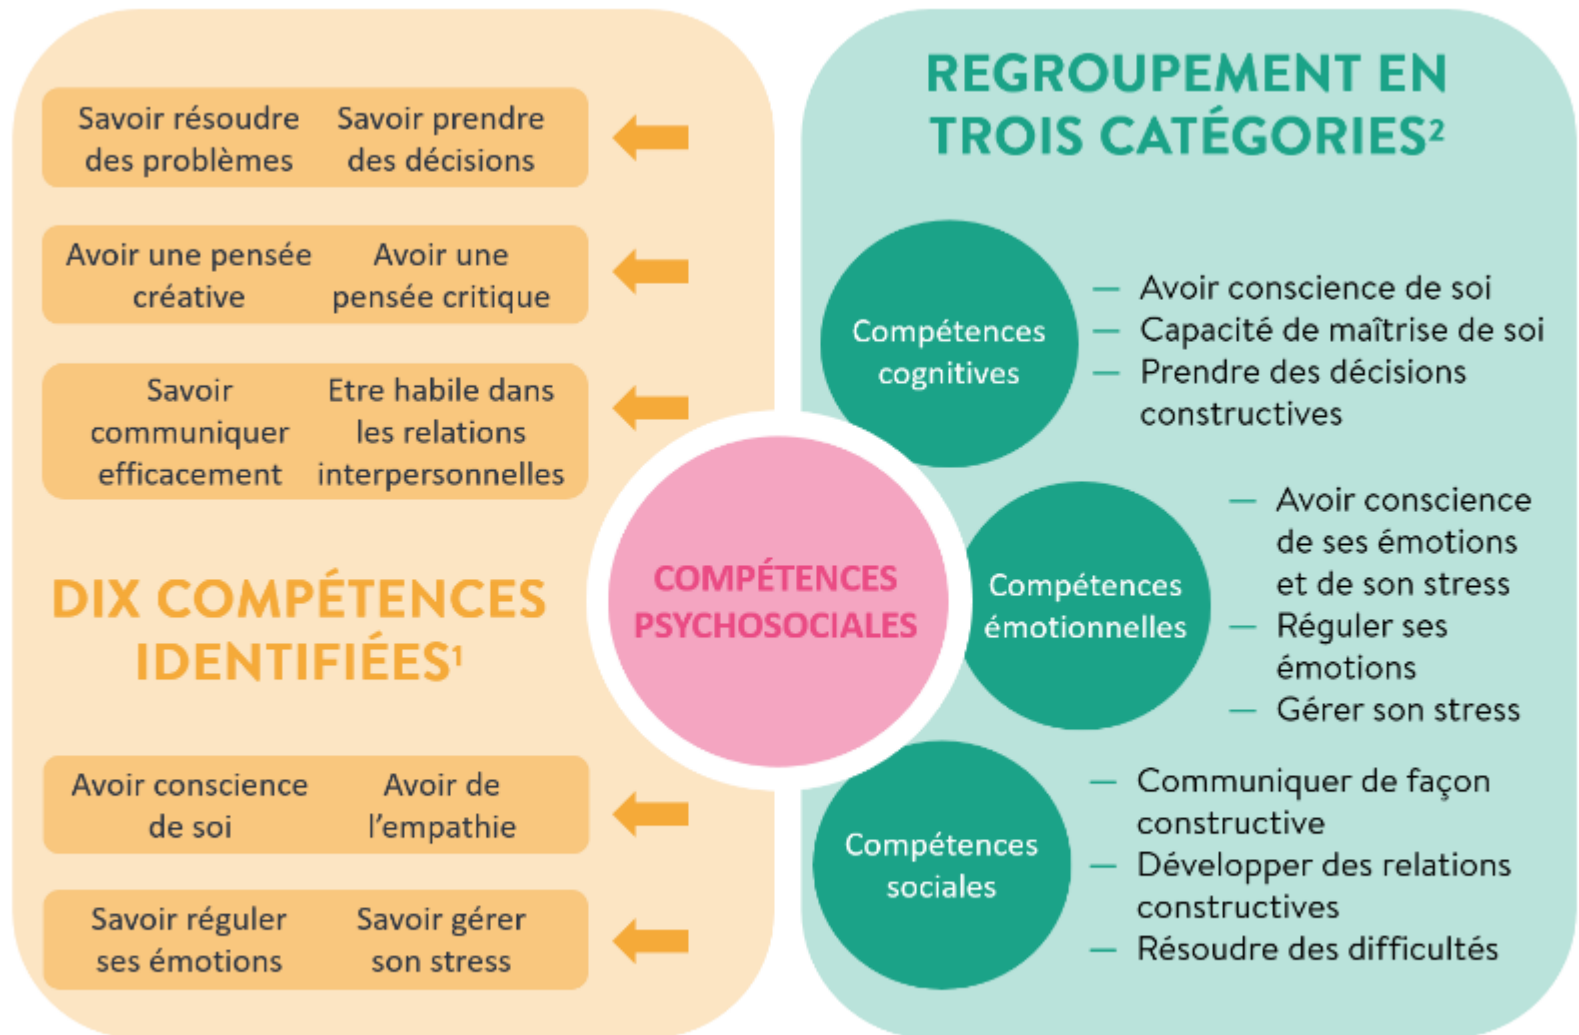 Savoir résoudre
des problèmes
Savoir prendre
des décisions
Avoir une pensée
créative
Avoir une
pensée critique
Savoir
communiquer
efficacement
Etre habile dans
les relations
interpersonnelles
DIX COMPÉTENCES
IDENTIFIÉES¹
Avoir conscience
de soi
Avoir de
l’empathie
Savoir réguler
ses émotions
Savoir gérer
son stress
COMPÉTENCES
PSYCHOSOCIALES
REGROUPEMENT EN
TROIS CATÉGORIES²
Compétences
cognitives
— Avoir conscience de soi
— Capacité de maîtrise de soi
— Prendre des décisions
constructives
Compétences
émotionnelles
— Avoir conscience
de ses émotions
et de son stress
— Réguler ses
émotions
— Gérer son stress
Compétences
sociales
— Communiquer de façon
constructive
— Développer des relations
constructives
— Résoudre des difficultés